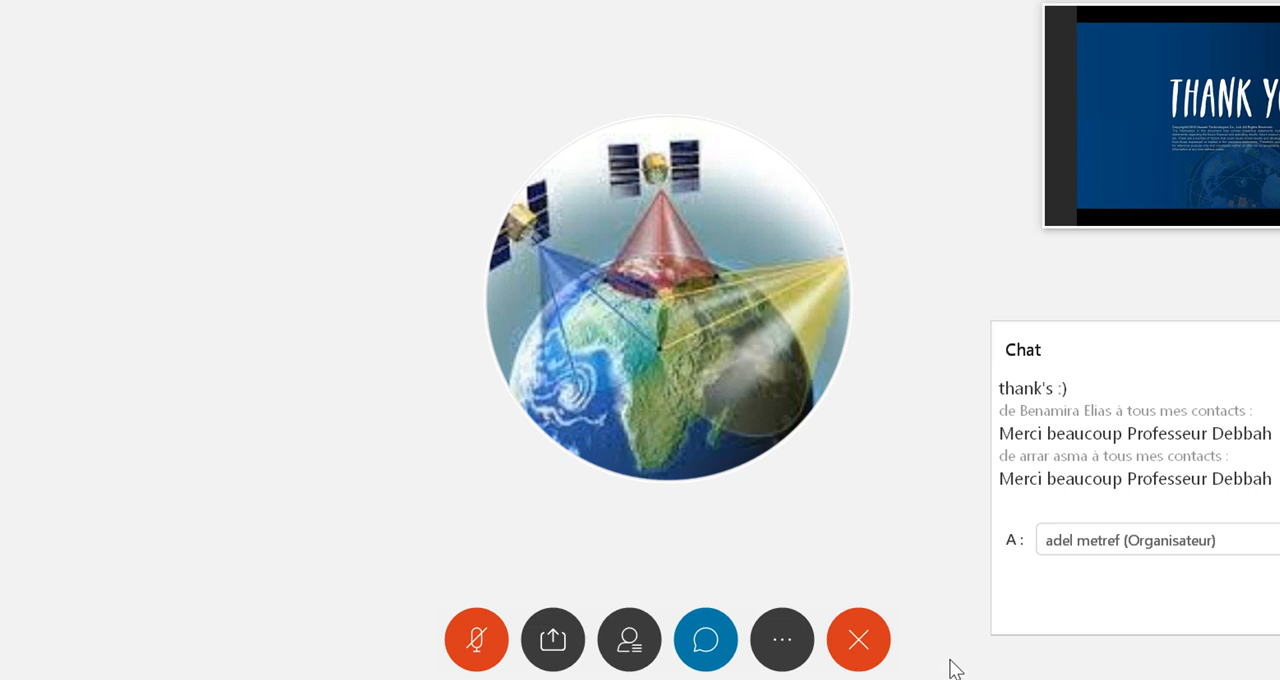 THANK Y
Chat
thank's :)
de Benamira Elias à tous mes contacts :
Merci beaucoup Professeur Debbah
de arrar asma à tous mes contacts :
Merci beaucoup Professeur Debbah
A :
adel metref (Organisateur)